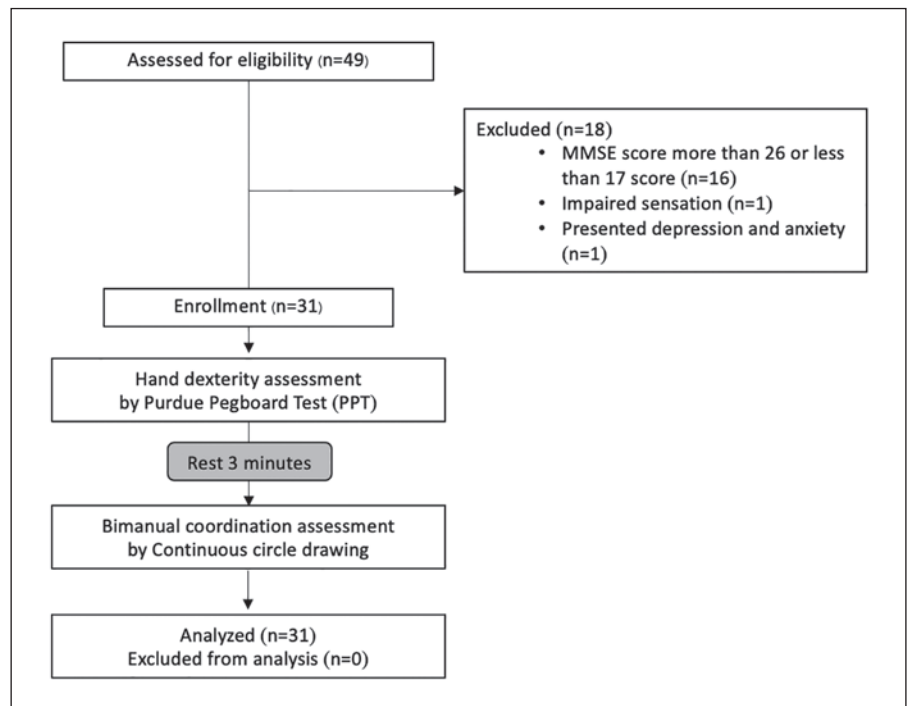 Assessed for eligibility (n=49)
Excluded (n=18)
• MMSE score more than 26 or less
than 17 score (n=16)
• Impaired sensation (n=1)
• Presented depression and anxiety
(n=1)
Enrollment (n=31)
Hand dexterity assessment
by Purdue Pegboard Test (PPT)
Rest 3 minutes
Bimanual coordination assessment
by Continuous circle drawing
Analyzed (n=31)
Excluded from analysis (n=0)